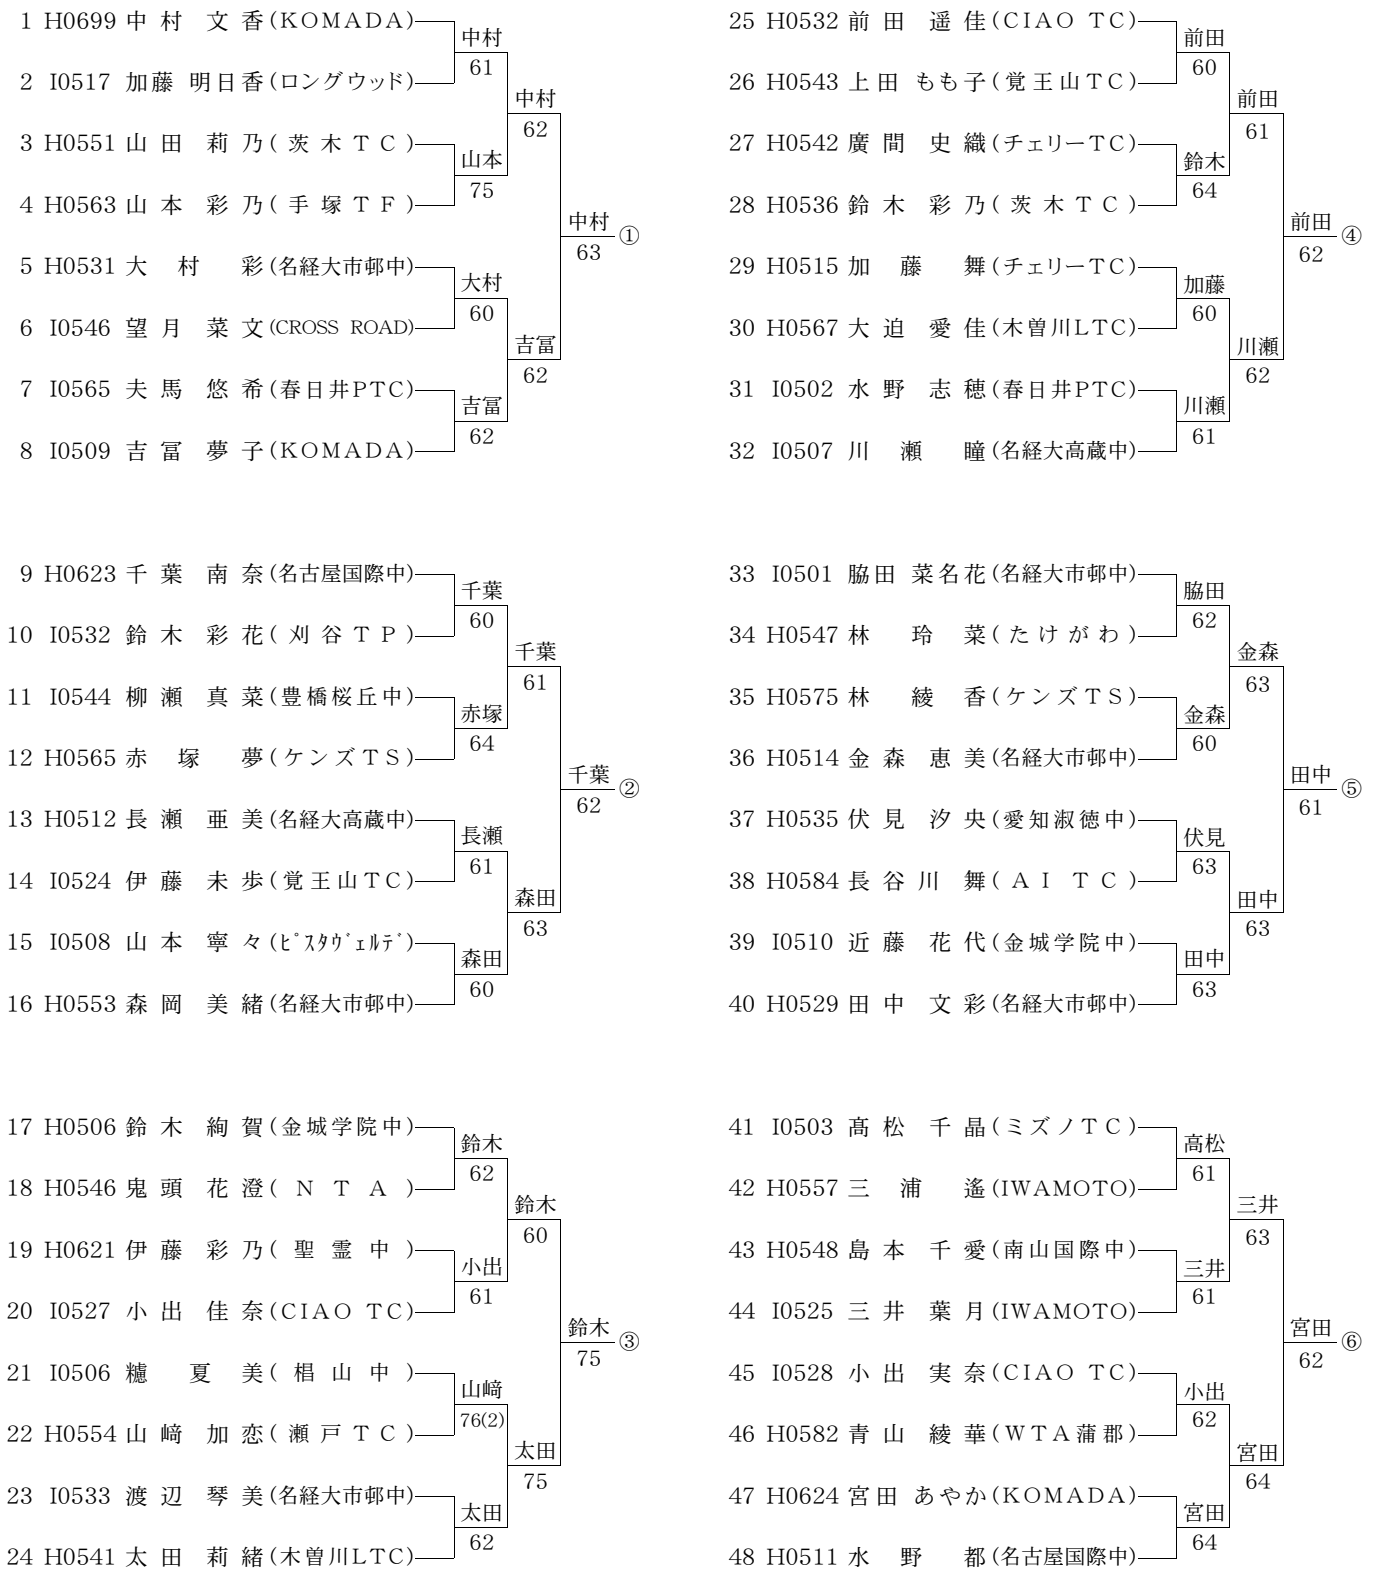 1 H0699 中村 文香(KOMADA)
中村
61
2 I0517 加藤 明日香(ロングウッド)
中村
62
3 H0551 山田 莉乃(茨木TC)
山本
75
4 H0563 山本 彩乃(手塚TF)
中村 ①
63
5 H0531 大村 彩(名経大市邨中)
大村
60
6 I0546 望月 菜文(CROSS ROAD)
吉冨
62
7 I0565 夫馬 悠希(春日井PTC)
吉冨
62
8 I0509 吉冨 夢子(KOMADA)
9 H0623 千葉 南奈(名古屋国際中)
千葉
60
10 I0532 鈴木 彩花(刈谷TP)
千葉
61
11 I0544 柳瀬 真菜(豊橋桜丘中)
赤塚
64
12 H0565 赤塚 夢(ケンズTS)
千葉 ②
62
13 H0512 長瀬 亜美(名経大高蔵中)
長瀬
61
14 I0524 伊藤 未歩(覚王山TC)
森田
63
15 I0508 山本 寧々(ピスタヴェルデ)
森田
60
16 H0553 森岡 美緒(名経大市邨中)
17 H0506 鈴木 絢賀(金城学院中)
鈴木
62
18 H0546 鬼頭 花澄(NTA)
鈴木
60
19 H0621 伊藤 彩乃(聖霊中)
小出
61
20 I0527 小出 佳奈(CIAO TC)
鈴木 ③
75
21 I0506 穂 夏美(椙山中)
山﨑
76(2)
22 H0554 山﨑 加恋(瀬戸TC)
太田
75
23 I0533 渡辺 琴美(名経大市邨中)
太田
62
24 H0541 太田 莉緒(木曽川LTC)
25 H0532 前田 遥佳(CIAO TC)
前田
60
26 H0543 上田 もも子(覚王山TC)
前田
61
27 H0542 廣間 史織(チェリーTC)
鈴木
64
28 H0536 鈴木 彩乃(茨木TC)
前田 ④
62
29 H0515 加藤 舞(チェリーTC)
加藤
60
30 H0567 大迫 愛佳(木曽川LTC)
川瀬
62
31 I0502 水野 志穂(春日井PTC)
川瀬
61
32 I0507 川瀬 瞳(名経大高蔵中)
33 I0501 脇田 菜名花(名経大市邨中)
脇田
62
34 H0547 林 玲菜(たけがわ)
金森
63
35 H0575 林 綾香(ケンズTS)
金森
60
36 H0514 金森 恵美(名経大市邨中)
田中 ⑤
61
37 H0535 伏見 汐央(愛知淑徳中)
伏見
63
38 H0584 長谷川 舞(AI TC)
田中
63
39 I0510 近藤 花代(金城学院中)
田中
63
40 H0529 田中 文彩(名経大市邨中)
41 I0503 髙松 千晶(ミズノTC)
高松
61
42 H0557 三浦 遙(IWAMOTO)
三井
63
43 H0548 島本 千愛(南山国際中)
三井
61
44 I0525 三井 葉月(IWAMOTO)
宮田 ⑥
62
45 I0528 小出 実奈(CIAO TC)
小出
62
46 H0582 青山 綾華(WTA蒲郡)
宮田
64
47 H0624 宮田 あやか(KOMADA)
宮田
64
48 H0511 水野 都(名古屋国際中)